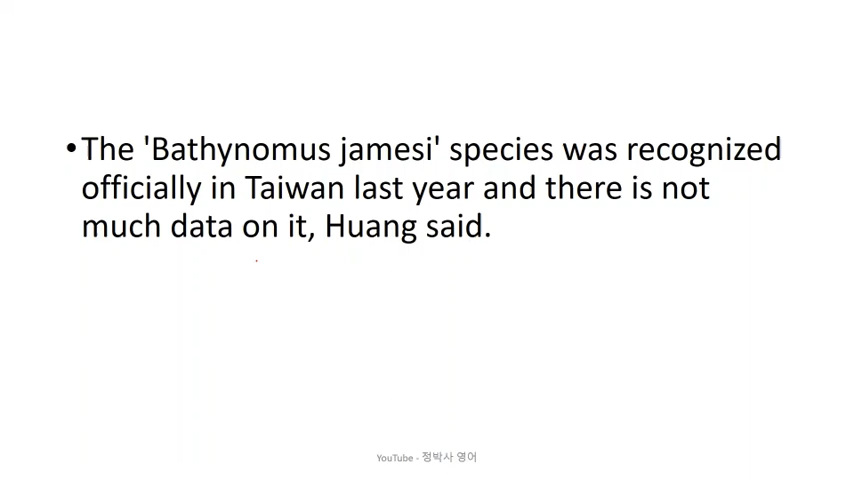 •The 'Bathynomus jamesi' species was recognized
officially in Taiwan last year and there is not
much data on it, Huang said.
YouTube - 정박사 영어